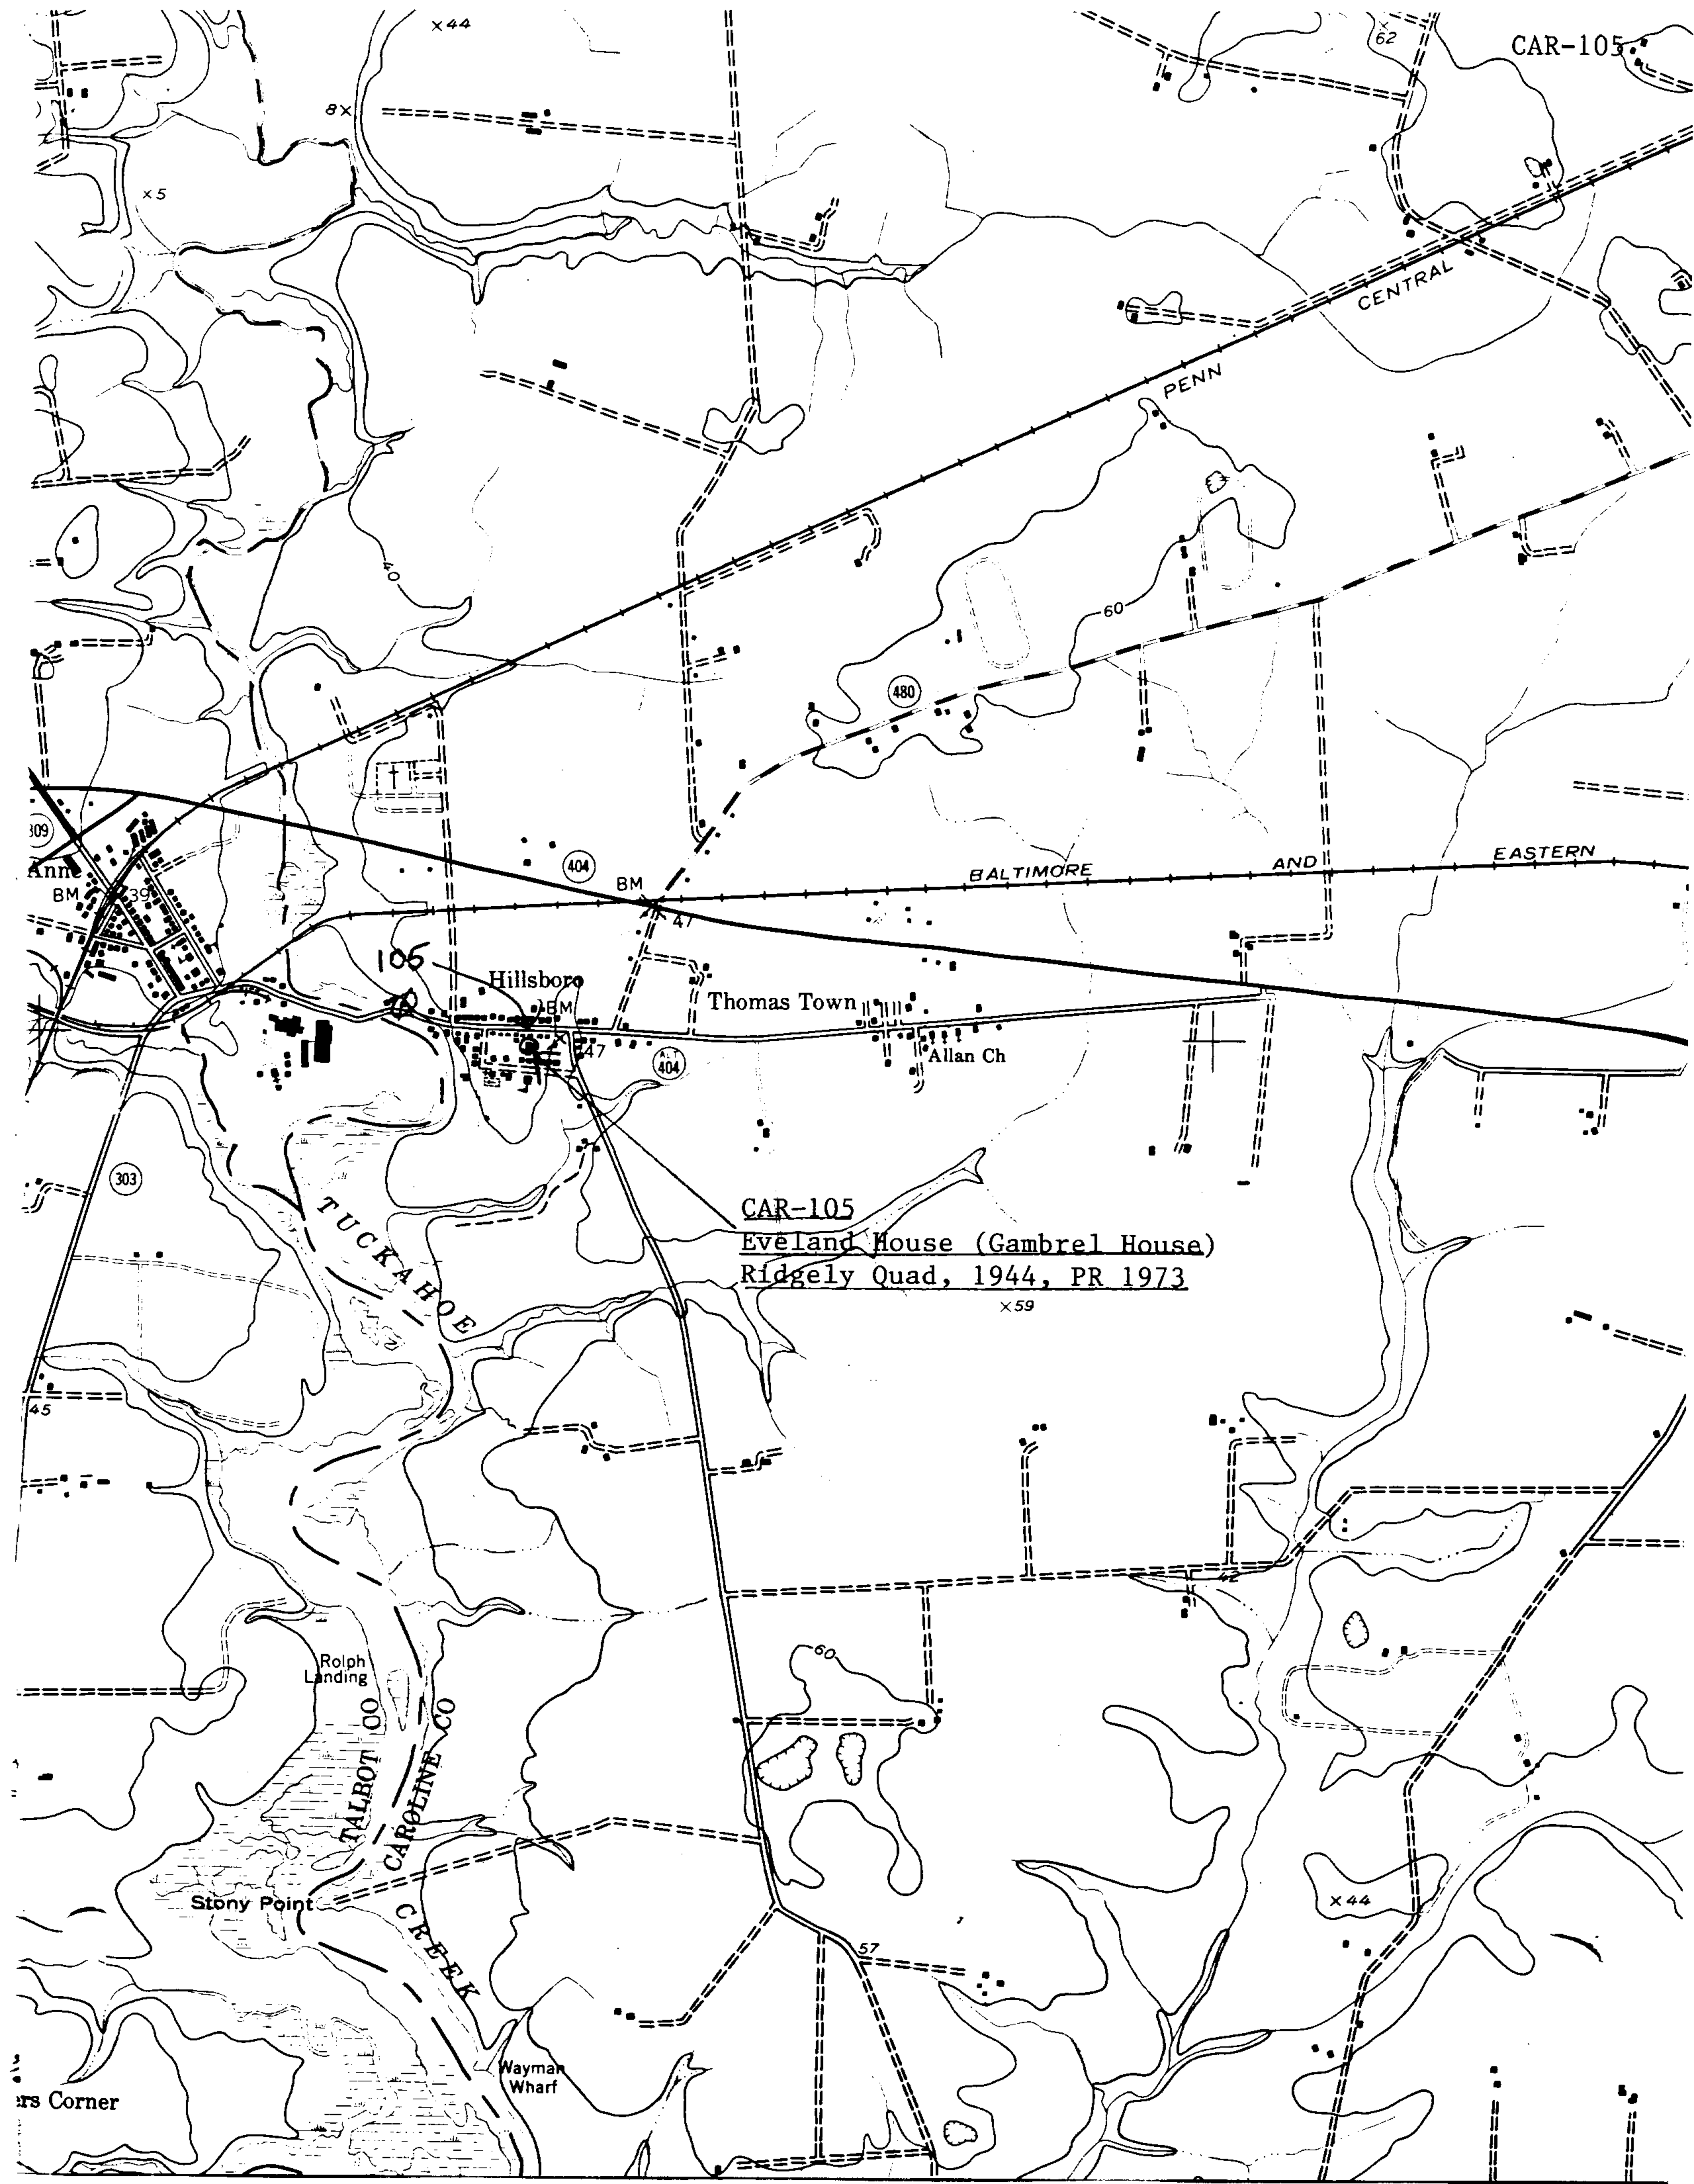 ×44
×
62
CAR-105
8×
×5
CENTRAL
PENN
40
60
480
309
Anne
BM
39
404
BM
47
BALTIMORE AND EASTERN
105
Hillsboro
BM
47
Thomas Town
ALT
404
Allan Ch
303
TUCKAHOE
CAR-105
Eveland House (Gambrel House)
Ridgely Quad, 1944, PR 1973
×59
45
42
Rolph
Landing
60
TALBOT CO
CAROLINE CO
Stony Point
×44
CREEK
57
Wayman
Wharf
ers Corner